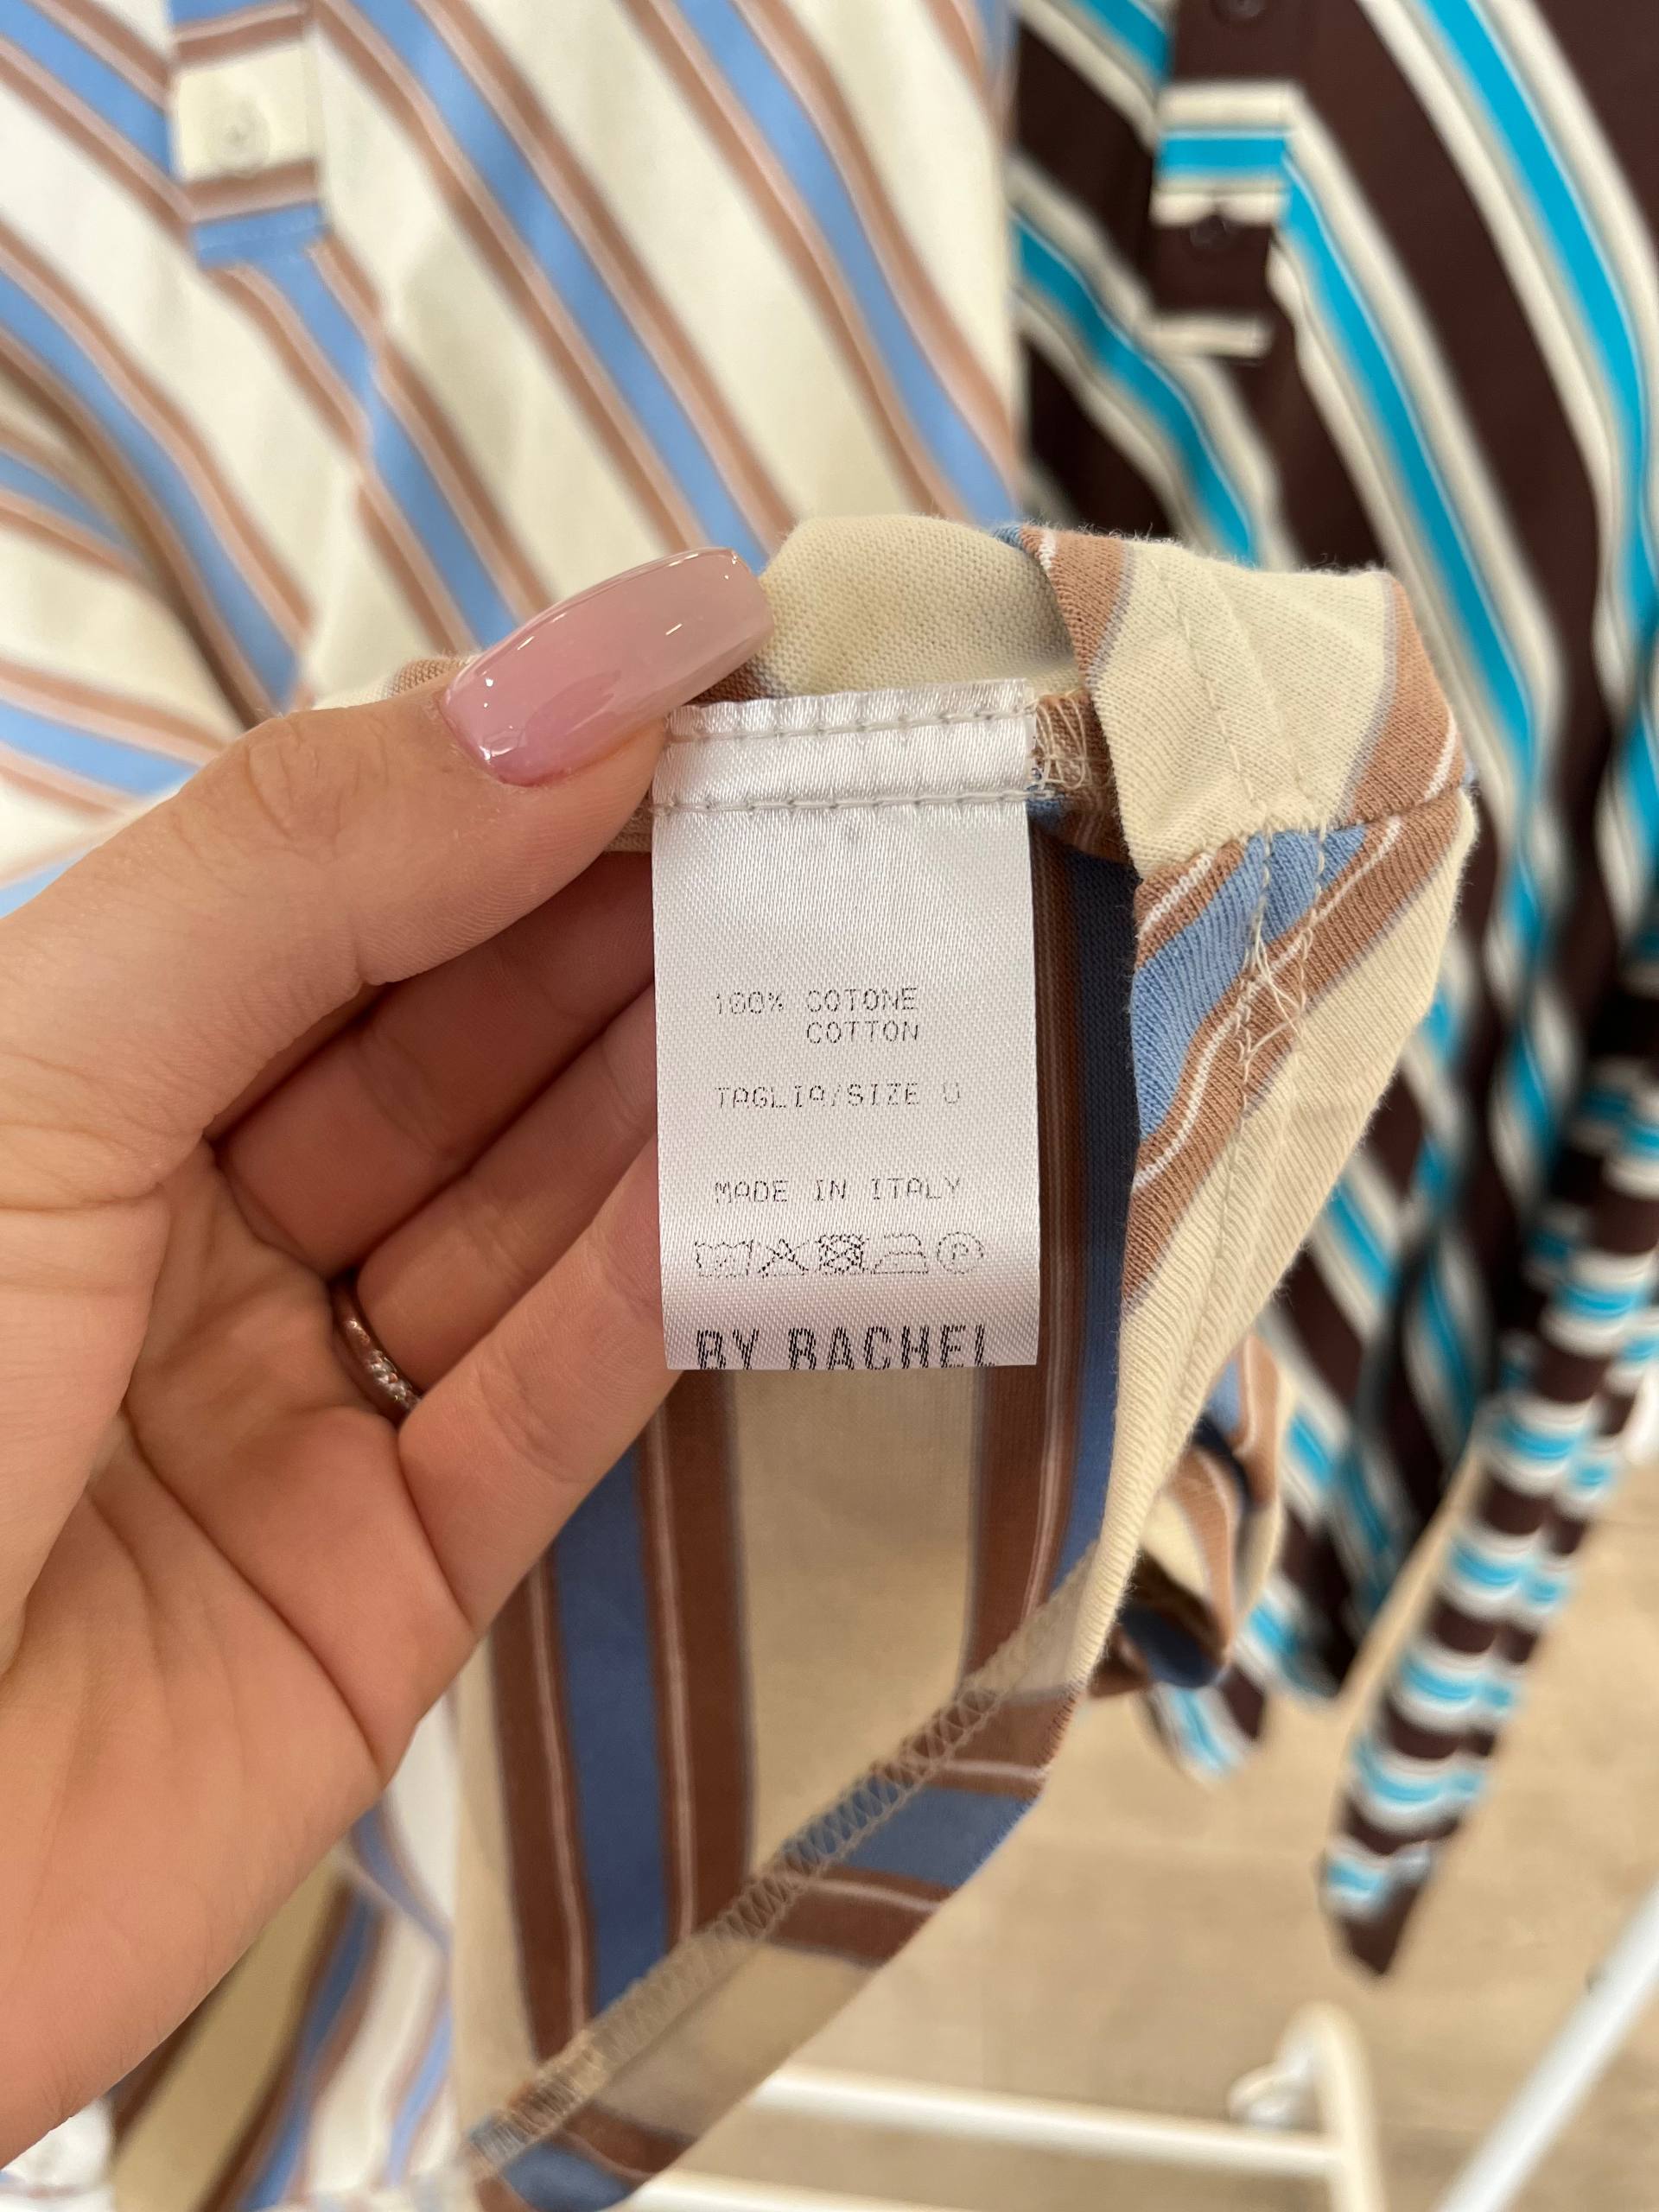 100% COTONE
COTTON
TAGLIA/SIZE U
MADE IN ITALY
P
BY RACHEL